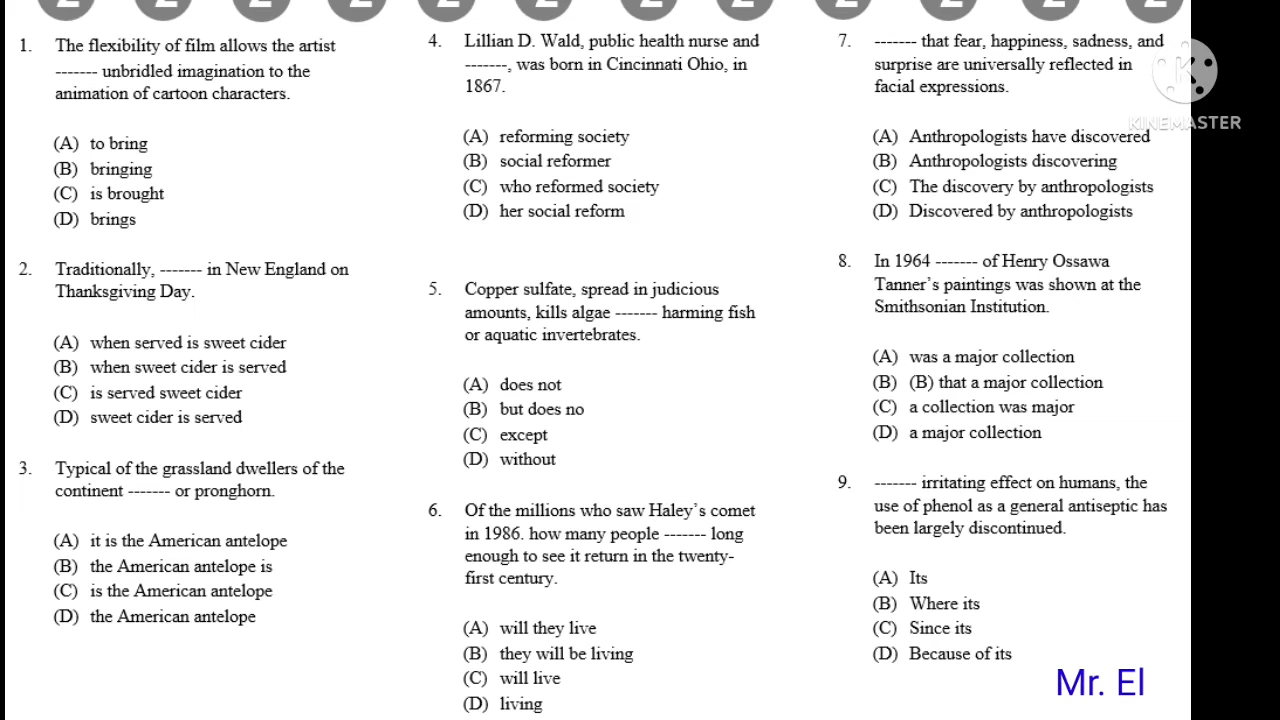 1. The flexibility of film allows the artist
------- unbridled imagination to the
animation of cartoon characters.
(A) to bring
(B) bringing
(C) is brought
(D) brings
2. Traditionally, ------- in New England on
Thanksgiving Day.
(A) when served is sweet cider
(B) when sweet cider is served
(C) is served sweet cider
(D) sweet cider is served
3. Typical of the grassland dwellers of the
continent ------- or pronghorn.
(A) it is the American antelope
(B) the American antelope is
(C) is the American antelope
(D) the American antelope
4. Lillian D. Wald, public health nurse and
-------, was born in Cincinnati Ohio, in
1867.
(A) reforming society
(B) social reformer
(C) who reformed society
(D) her social reform
5. Copper sulfate, spread in judicious
amounts, kills algae ------- harming fish
or aquatic invertebrates.
(A) does not
(B) but does no
(C) except
(D) without
6. Of the millions who saw Haley's comet
in 1986. how many people ------- long
enough to see it return in the twenty-
first century.
(A) will they live
(B) they will be living
(C) will live
(D) living
7. ------- that fear, happiness, sadness, and
surprise are universally reflected in
facial expressions.
(A) Anthropologists have discovered
(B) Anthropologists discovering
(C) The discovery by anthropologists
(D) Discovered by anthropologists
8. In 1964 ------- of Henry Ossawa
Tanner's paintings was shown at the
Smithsonian Institution.
(A) was a major collection
(B) (B) that a major collection
(C) a collection was major
(D) a major collection
9. ------- irritating effect on humans, the
use of phenol as a general antiseptic has
been largely discontinued.
(A) Its
(B) Where its
(C) Since its
(D) Because of its
K
KINEMASTER
Mr. El